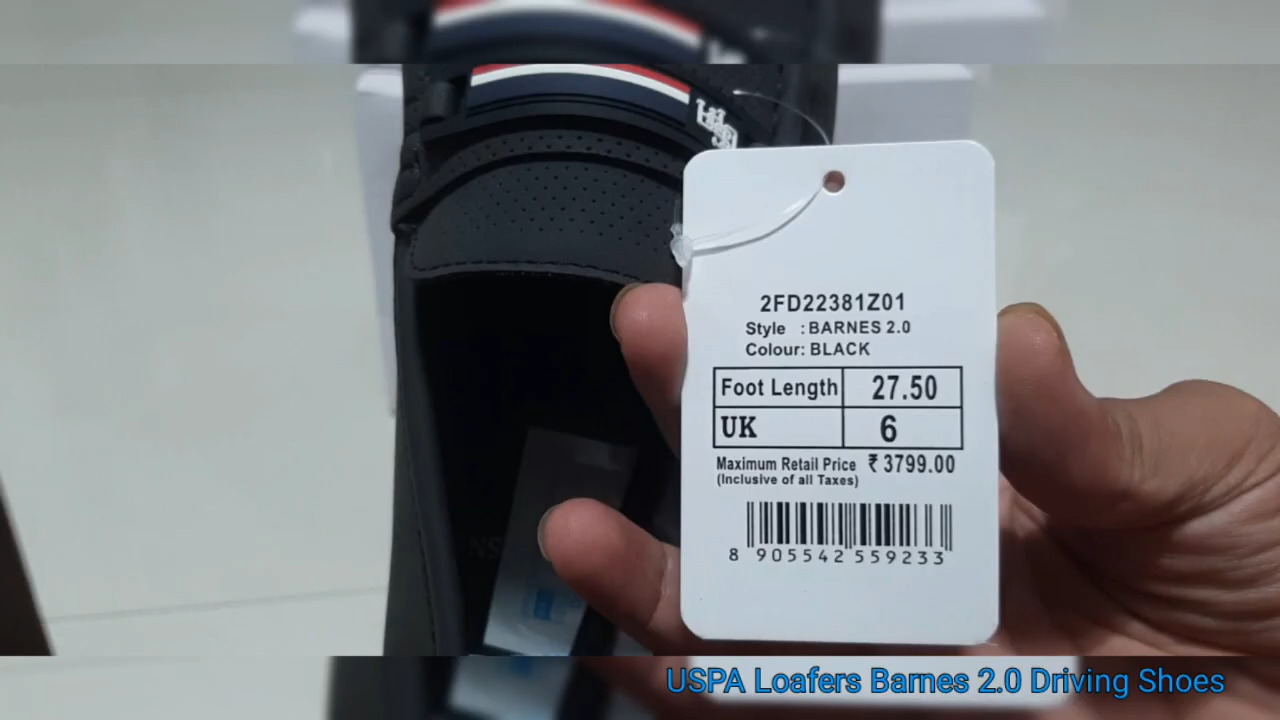 2FD22381Z01
Style : BARNES 2.0
Colour: BLACK
Foot Length 27.50
UK 6
Maximum Retail Price ₹ 3799.00
(Inclusive of all Taxes)
8 905542 559233
USPA Loafers Barnes 2.0 Driving Shoes